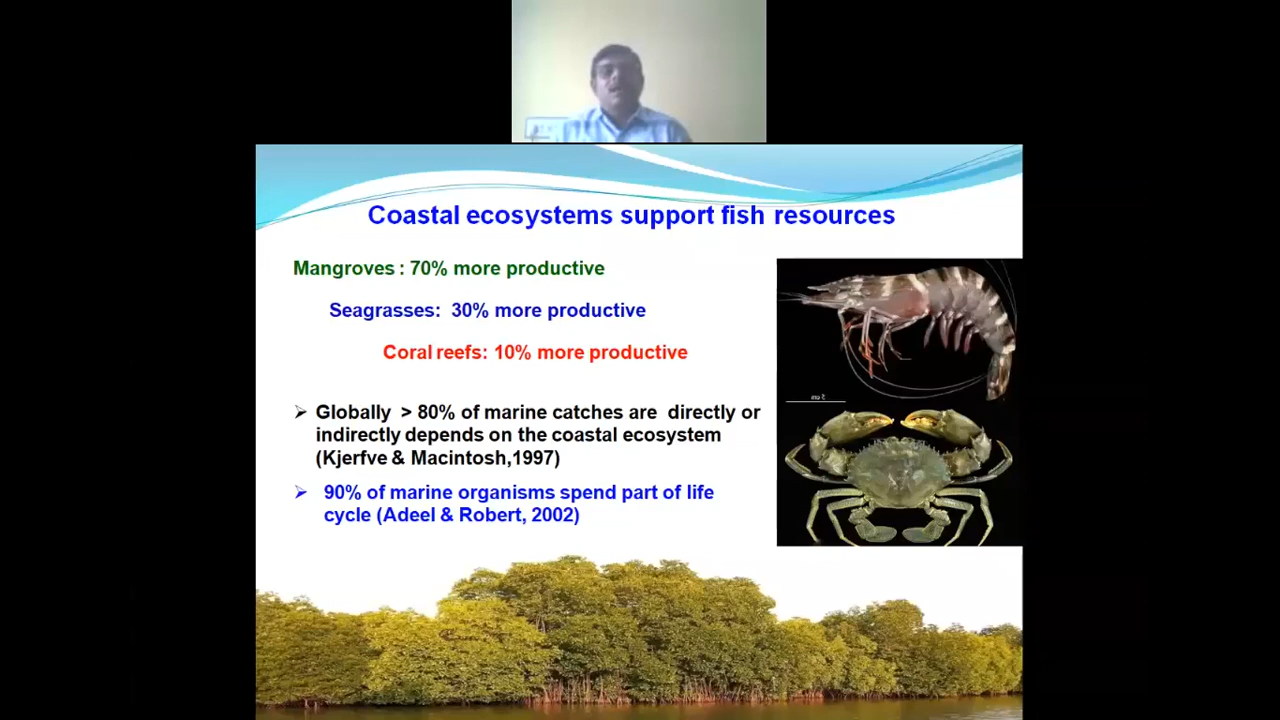 Coastal ecosystems support fish resources
Mangroves : 70% more productive
Seagrasses: 30% more productive
Coral reefs: 10% more productive
Globally > 80% of marine catches are directly or
indirectly depends on the coastal ecosystem
(Kjerfve & Macintosh,1997)
90% of marine organisms spend part of life
cycle (Adeel & Robert, 2002)